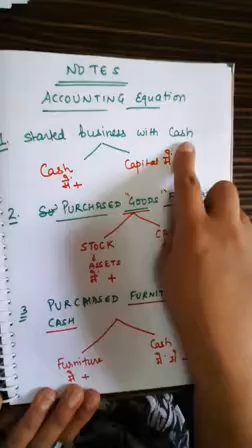 NOTES
ACCOUNTING EQUATION
1. Started business with Cash
Cash Capital में
में +
2. PURCHASED "GOODS"
STOCK
ASSETS
में +
3 PURCHASED FURNIT
CASH
Furniture Cash
में + में से -